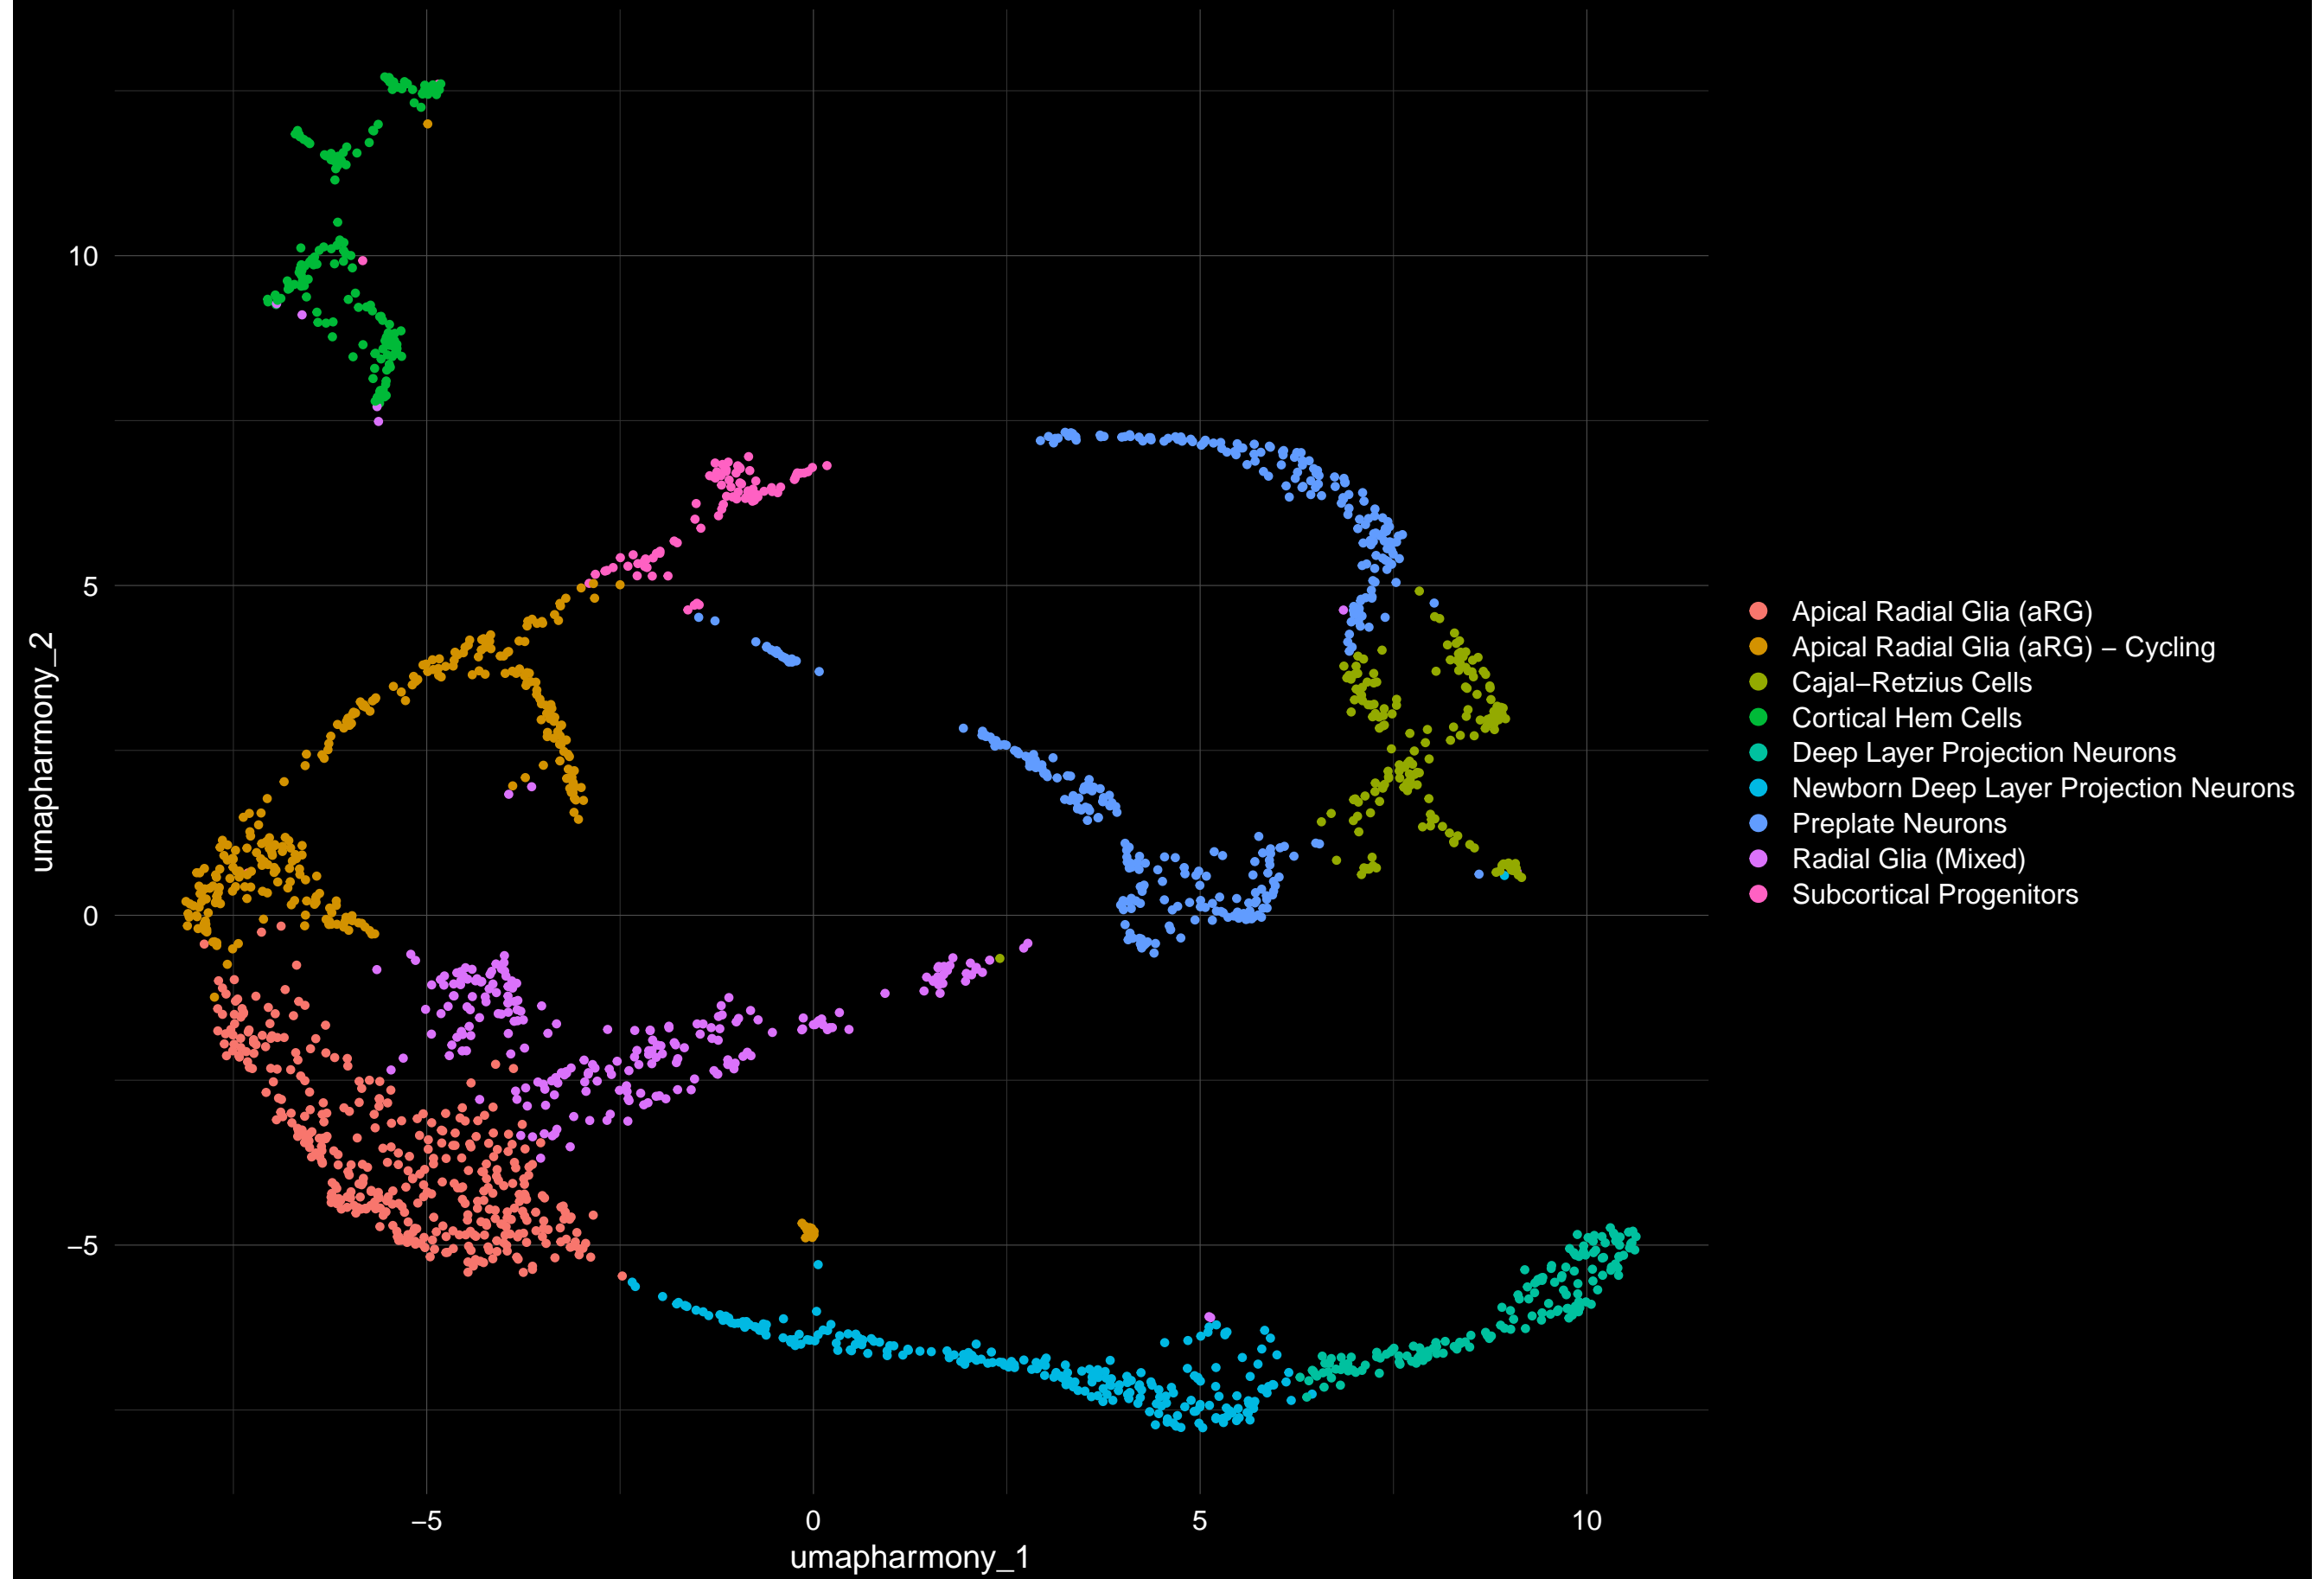 10
5
0
−5
umapharmony_2
−5
0
5
10
umapharmony_1
Apical Radial Glia (aRG)
Apical Radial Glia (aRG) − Cycling
Cajal−Retzius Cells
Cortical Hem Cells
Deep Layer Projection Neurons
Newborn Deep Layer Projection Neurons
Preplate Neurons
Radial Glia (Mixed)
Subcortical Progenitors